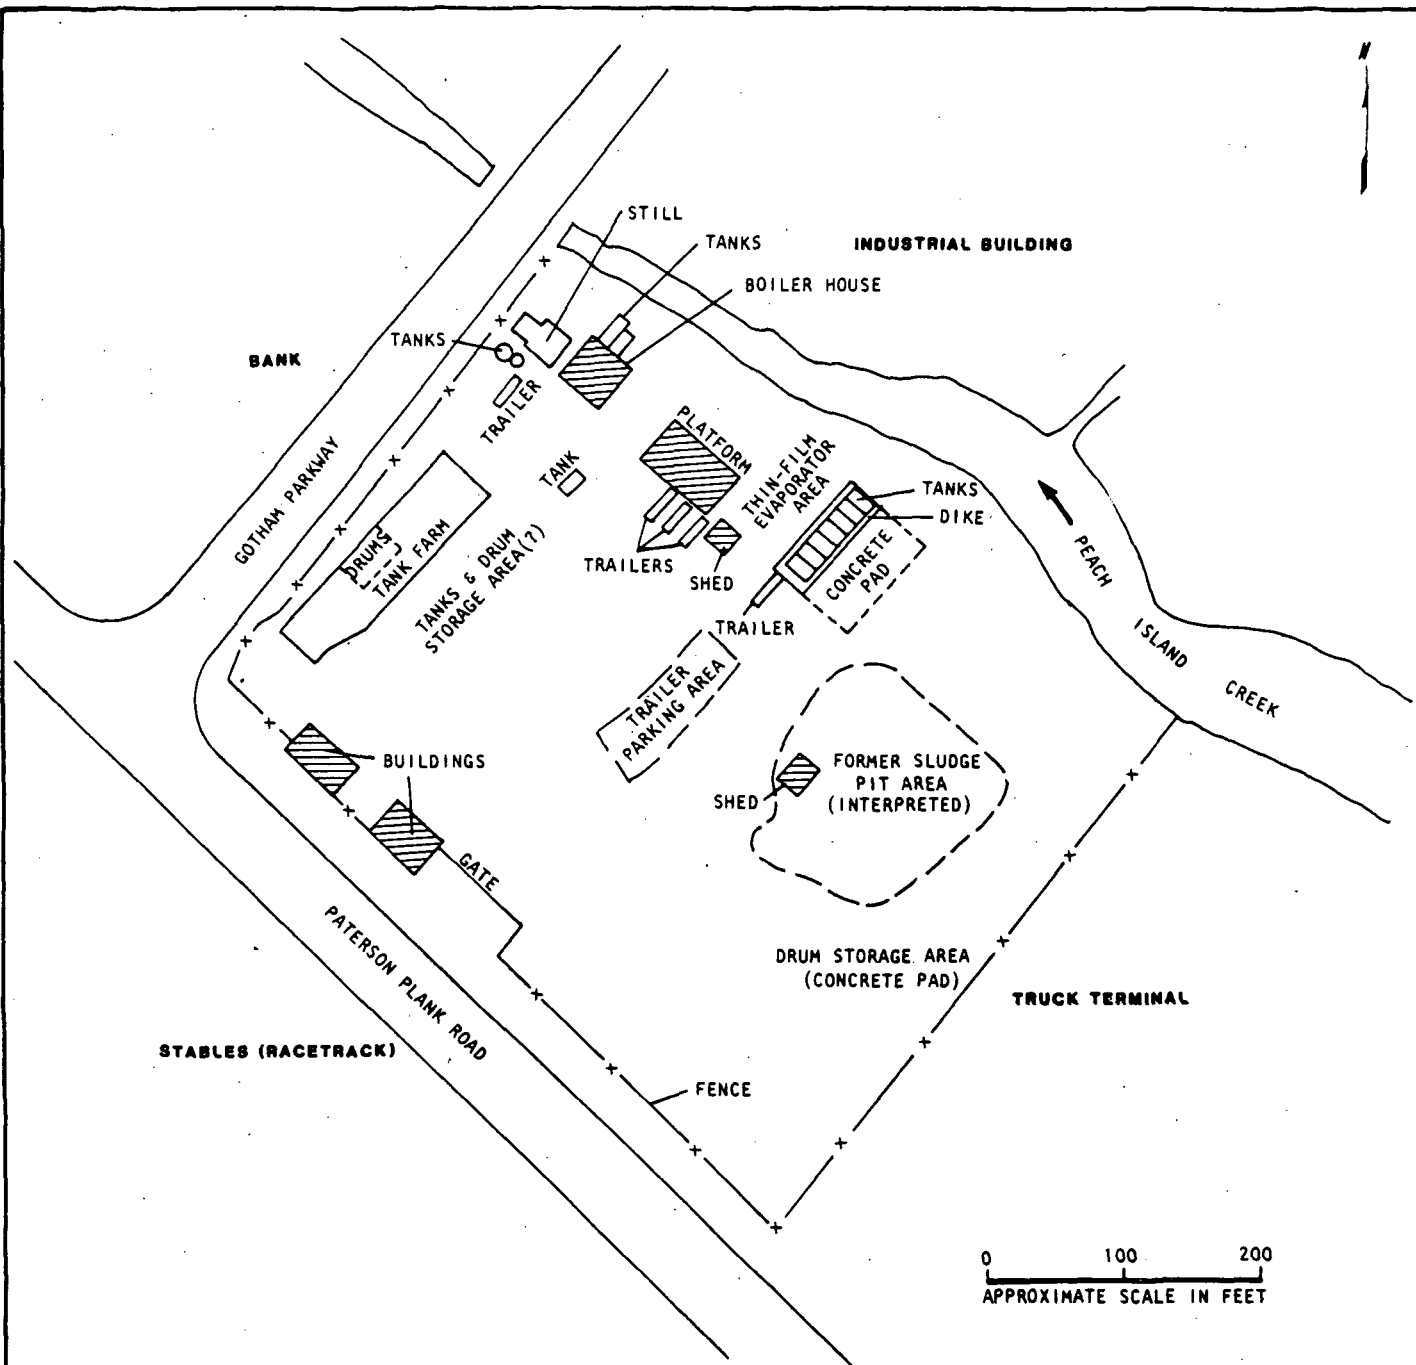 N
STILL
TANKS
INDUSTRIAL BUILDING
BOILER HOUSE
TANKS
BANK
TRAILER
PLATFORM
GOTHAM PARKWAY
TANK
THIN-FILM
EVAPORATOR
AREA
TANKS
DIKE
DRUMS
TANK FARM
TANKS & DRUM
STORAGE AREA(?)
TRAILERS
SHED
CONCRETE
PAD
PEACH
ISLAND
CREEK
TRAILER
TRAILER
PARKING AREA
BUILDINGS
SHED
FORMER SLUDGE
PIT AREA
(INTERPRETED)
GATE
PATERSON PLANK ROAD
DRUM STORAGE AREA
(CONCRETE PAD)
TRUCK TERMINAL
STABLES (RACETRACK)
FENCE
0 100 200
APPROXIMATE SCALE IN FEET